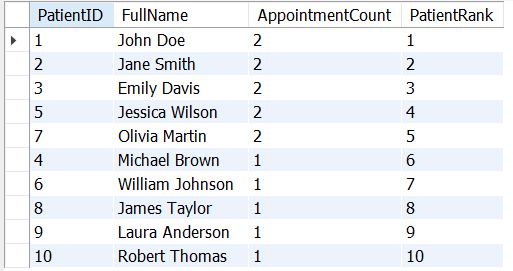 PatientID FullName AppointmentCount PatientRank
1 John Doe 2 1
2 Jane Smith 2 2
3 Emily Davis 2 3
5 Jessica Wilson 2 4
7 Olivia Martin 2 5
4 Michael Brown 1 6
6 William Johnson 1 7
8 James Taylor 1 8
9 Laura Anderson 1 9
10 Robert Thomas 1 10